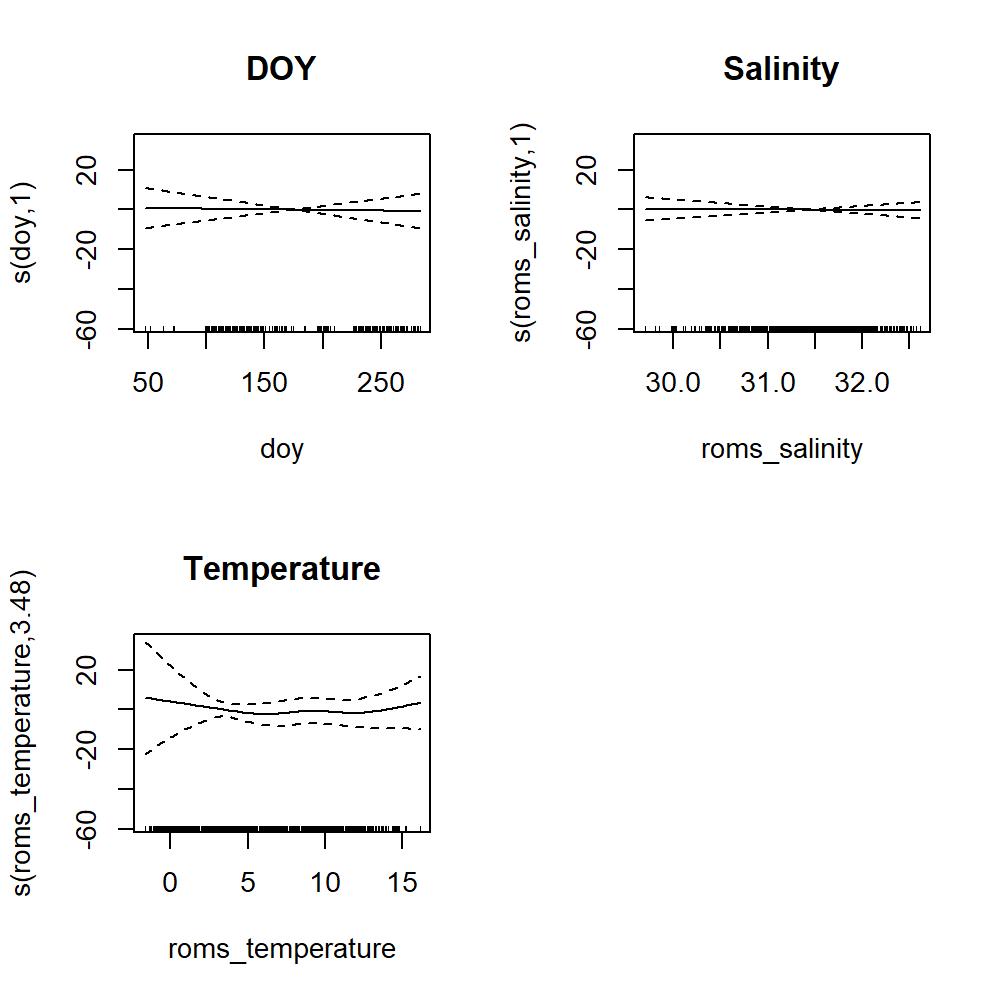 DOY
s(doy,1)
20
-20
-60
50 150 250
doy
Salinity
s(roms_salinity,1)
20
-20
-60
30.0 31.0 32.0
roms_salinity
Temperature
s(roms_temperature,3.48)
20
-20
-60
0 5 10 15
roms_temperature